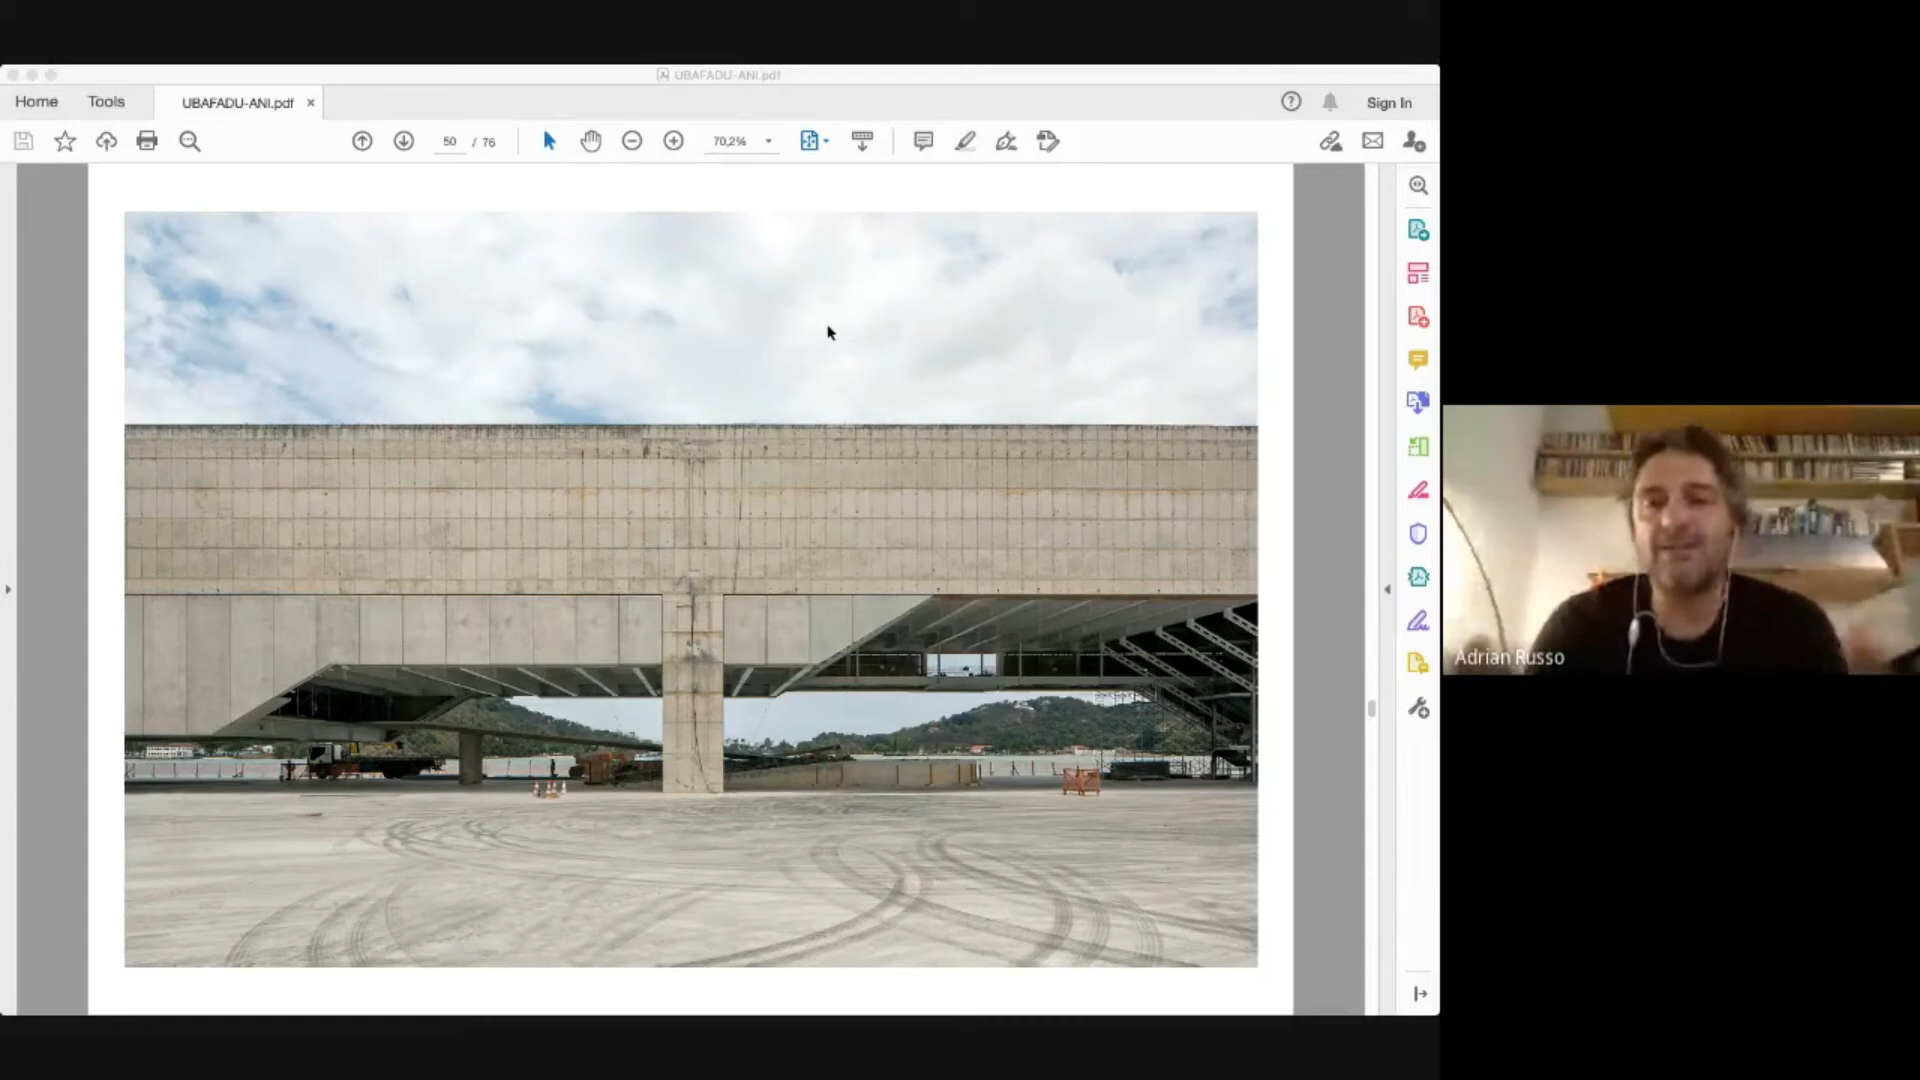 UBAFADU-ANI.pdf
Home
Tools
UBAFADU-ANI.pdf
Sign In
50 / 76
70,2%
Adrian Russo